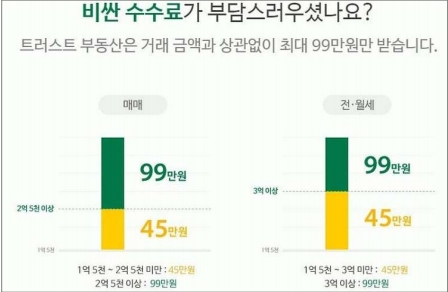 비싼 수수료가 부담스러우셨나요?
트러스트 부동산은 거래 금액과 상관없이 최대 99만원만 받습니다.
매매
전·월세
99만원
2억 5천 이상
45만원
1억 5천
99만원
3억 이상
45만원
1억 5천
1억 5천 ~ 2억 5천 미만 : 45만원
2억 5천 이상 : 99만원
1억 5천 ~ 3억 미만 : 45만원
3억 이상 : 99만원